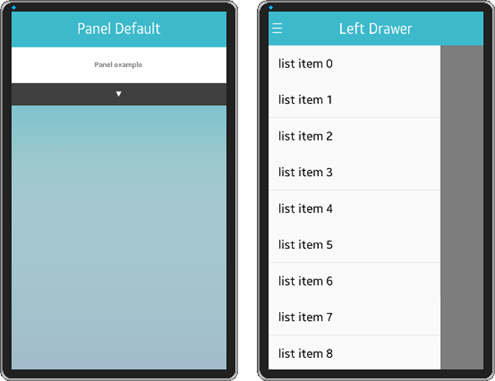 Panel Default
Panel example
Left Drawer
list item 0
list item 1
list item 2
list item 3
list item 4
list item 5
list item 6
list item 7
list item 8